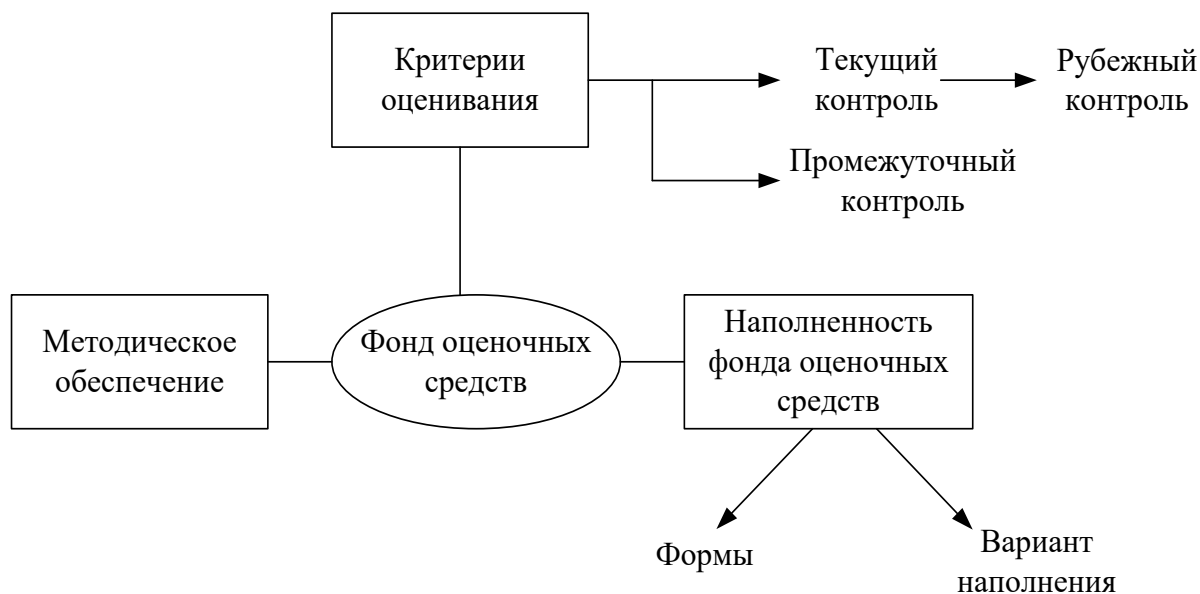 Критерии
оценивания
Текущий
контроль
Рубежный
контроль
Промежуточный
контроль
Методическое
обеспечение
Фонд оценочных
средств
Наполненность
фонда оценочных
средств
Формы
Вариант
наполнения